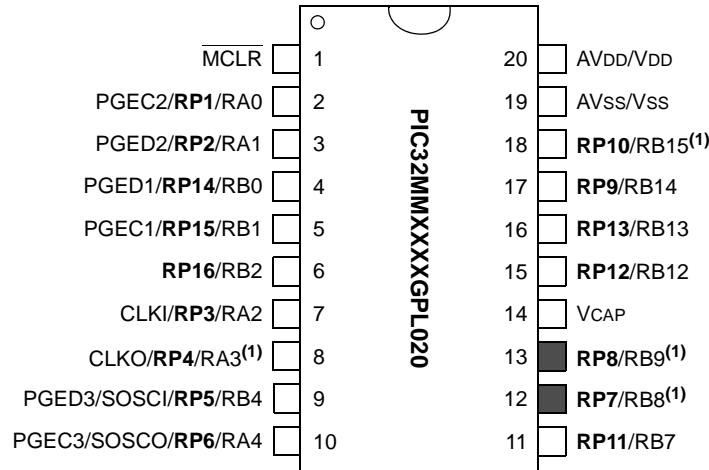 MCLR 1 20 AVDD/VDD
PGEC2/RP1/RA0 2 19 AVSS/VSS
PGED2/RP2/RA1 3 18 RP10/RB15(1)
PGED1/RP14/RB0 4 17 RP9/RB14
PGEC1/RP15/RB1 5 16 RP13/RB13
RP16/RB2 6 15 RP12/RB12
CLKI/RP3/RA2 7 14 VCAP
CLKO/RP4/RA3(1) 8 13 RP8/RB9(1)
PGED3/SOSCI/RP5/RB4 9 12 RP7/RB8(1)
PGEC3/SOSCO/RP6/RA4 10 11 RP11/RB7
PIC32MMXXXXGPL020